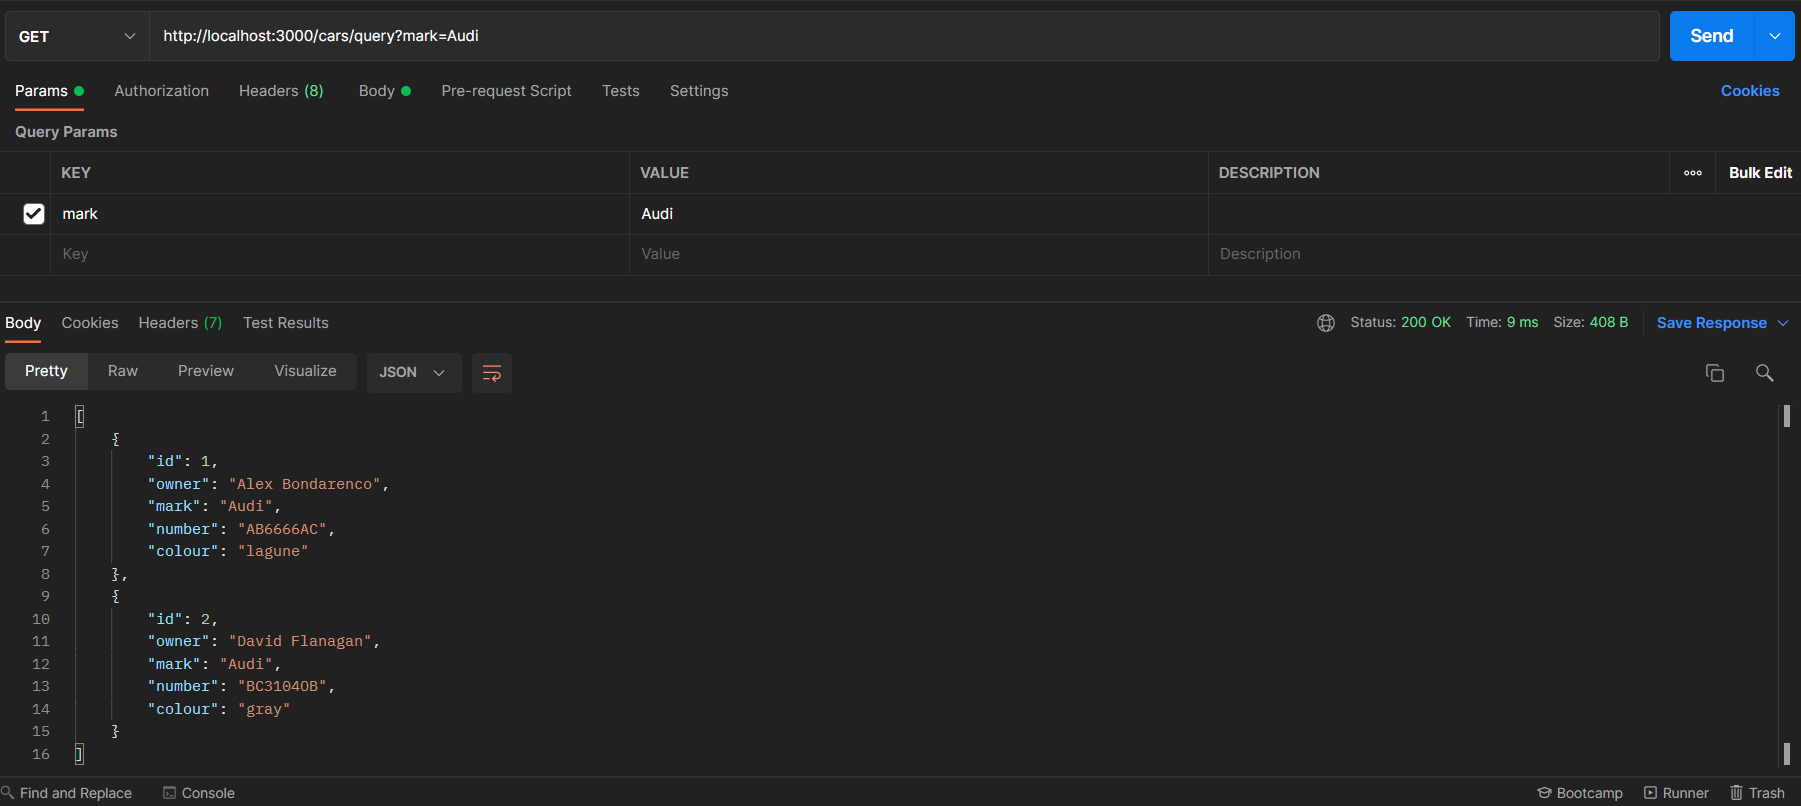 GET http://localhost:3000/cars/query?mark=Audi Send
Params Authorization Headers (8) Body Pre-request Script Tests Settings Cookies
Query Params
KEY VALUE DESCRIPTION ooo Bulk Edit
mark Audi
Key Value Description
Body Cookies Headers (7) Test Results Status: 200 OK Time: 9 ms Size: 408 B Save Response
Pretty Raw Preview Visualize JSON
1 [
2 {
3 "id": 1,
4 "owner": "Alex Bondarenco",
5 "mark": "Audi",
6 "number": "AB6666AC",
7 "colour": "lagune"
8 },
9 {
10 "id": 2,
11 "owner": "David Flanagan",
12 "mark": "Audi",
13 "number": "BC3104OB",
14 "colour": "gray"
15 }
16 ]
Find and Replace Console Bootcamp Runner Trash